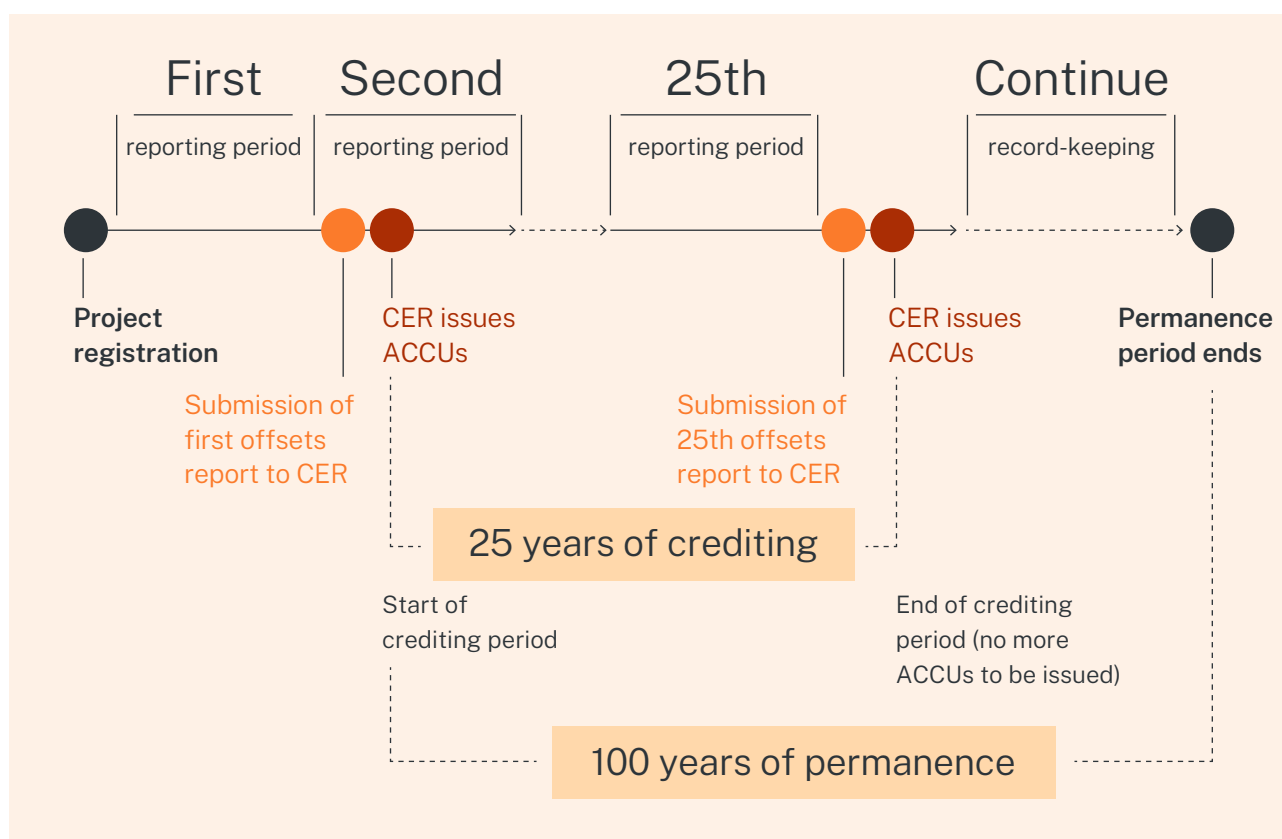 First
reporting period
Second
reporting period
25th
reporting period
Continue
record-keeping
Project
registration
Submission of
first offsets
report to CER
CER issues
ACCUs
Submission of
25th offsets
report to CER
CER issues
ACCUs
Permanence
period ends
25 years of crediting
Start of
crediting period
End of crediting
period (no more
ACCUs to be issued)
100 years of permanence